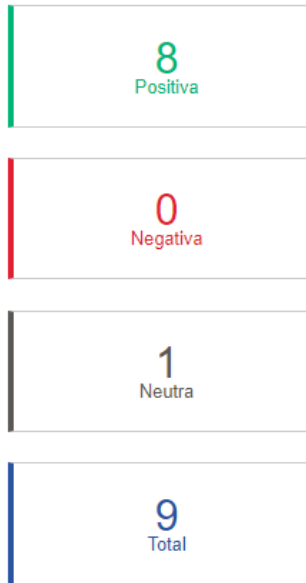 8
Positiva
0
Negativa
1
Neutra
9
Total